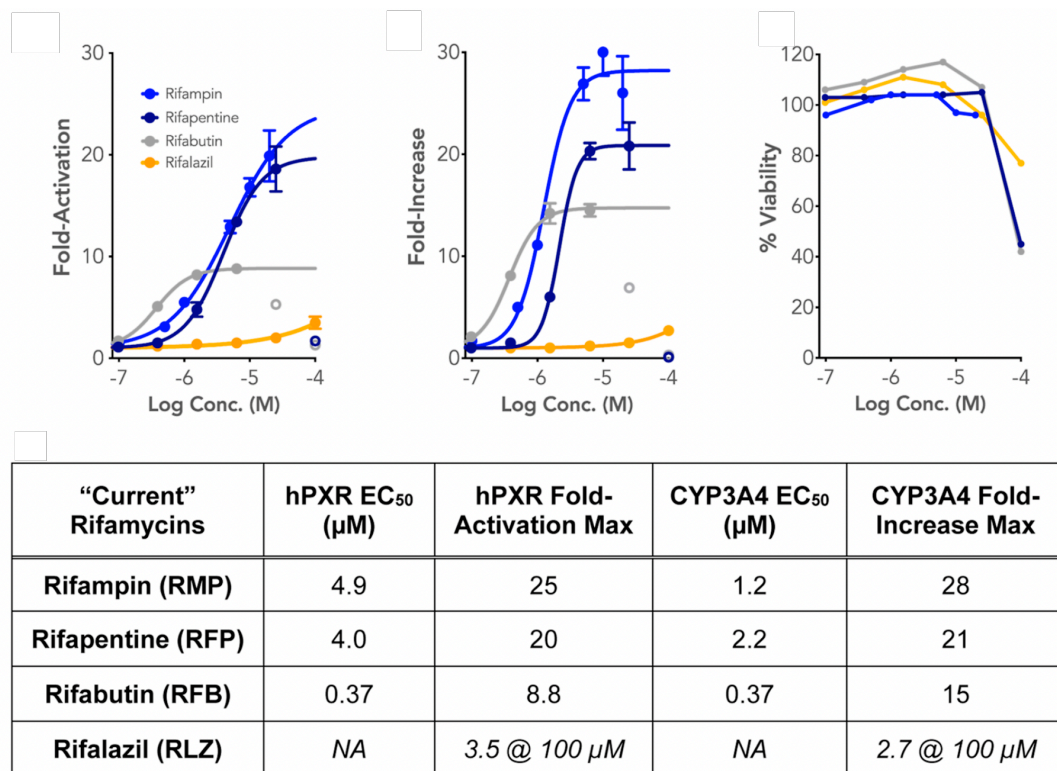 30
20
10
0
Fold-Activation
Rifampin
Rifapentine
Rifabutin
Rifalazil
-7 -6 -5 -4
Log Conc. (M)
30
20
10
0
Fold-Increase
-7 -6 -5 -4
Log Conc. (M)
120
100
80
60
40
20
0
% Viability
-7 -6 -5 -4
Log Conc. (M)
“Current” Rifamycins | hPXR EC₅₀ (µM) | hPXR Fold-Activation Max | CYP3A4 EC₅₀ (µM) | CYP3A4 Fold-Increase Max
Rifampin (RMP) 4.9 25 1.2 28
Rifapentine (RFP) 4.0 20 2.2 21
Rifabutin (RFB) 0.37 8.8 0.37 15
Rifalazil (RLZ) NA 3.5 @ 100 µM NA 2.7 @ 100 µM